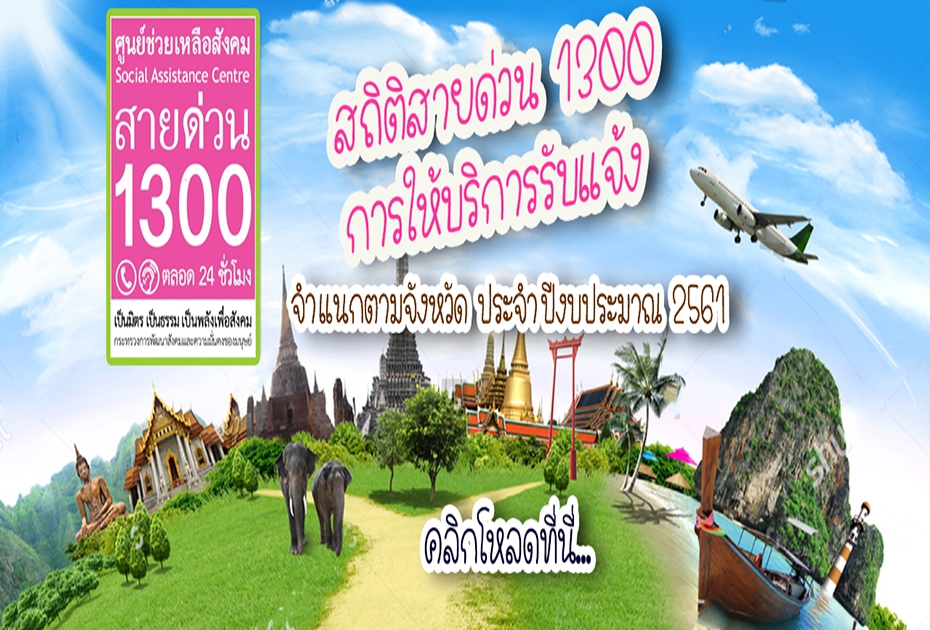 ศูนย์ช่วยเหลือสังคม
Social Assistance Centre
สายด่วน
1300
ตลอด 24 ชั่วโมง
เป็นมิตร เป็นธรรม เป็นพลังเพื่อสังคม
กระทรวงการพัฒนาสังคมและความมั่นคงของมนุษย์
สถิติสายด่วน 1300
การให้บริการรับแจ้ง
จำแนกตามจังหวัด ประจำปีงบประมาณ 2561
คลิกโหลดที่นี่...